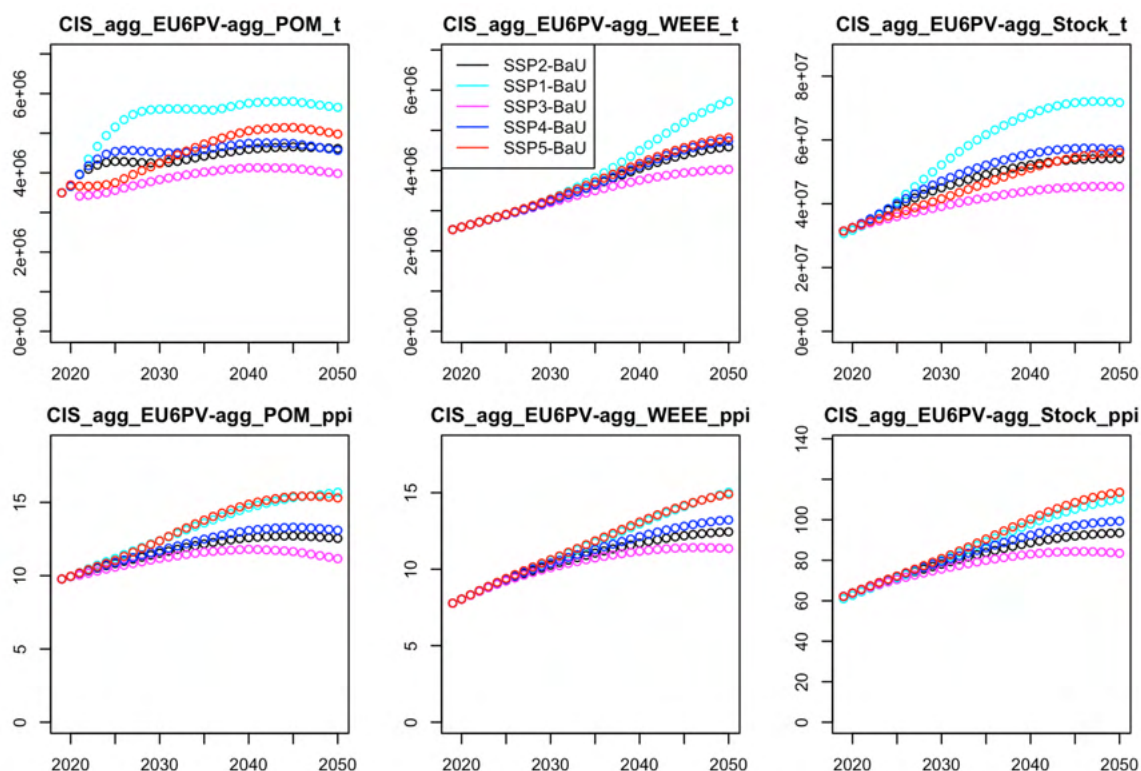 CIS_agg_EU6PV-agg_POM_t
CIS_agg_EU6PV-agg_WEEE_t
CIS_agg_EU6PV-agg_Stock_t
0e+00 2e+06 4e+06 6e+06
2020 2030 2040 2050
0e+00 2e+06 4e+06 6e+06
SSP2-BaU
SSP1-BaU
SSP3-BaU
SSP4-BaU
SSP5-BaU
2020 2030 2040 2050
0e+00 2e+07 4e+07 6e+07 8e+07
2020 2030 2040 2050
CIS_agg_EU6PV-agg_POM_ppi
CIS_agg_EU6PV-agg_WEEE_ppi
CIS_agg_EU6PV-agg_Stock_ppi
0 5 10 15
2020 2030 2040 2050
0 5 10 15
2020 2030 2040 2050
0 20 40 60 80 100 120 140
2020 2030 2040 2050